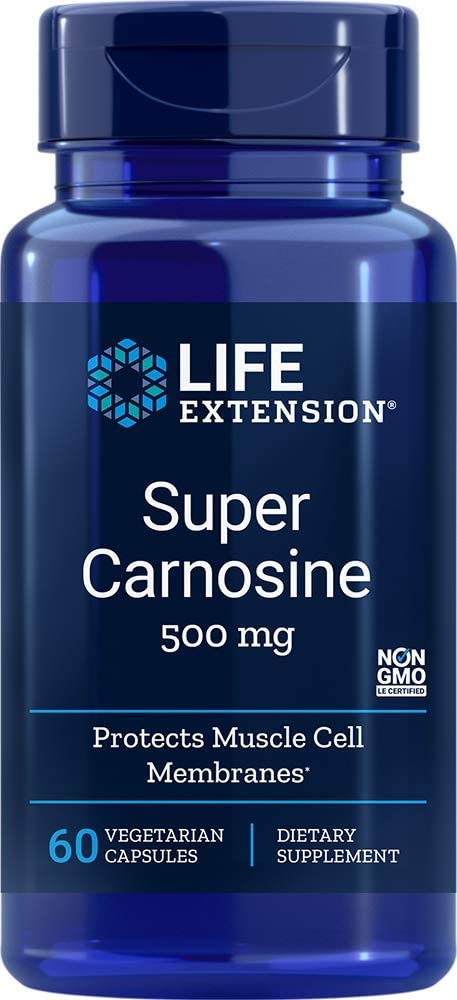 LIFE
EXTENSION®
Super
Carnosine
500 mg
NON
GMO
LE CERTIFIED
Protects Muscle Cell
Membranes*
60 VEGETARIAN
CAPSULES
DIETARY
SUPPLEMENT